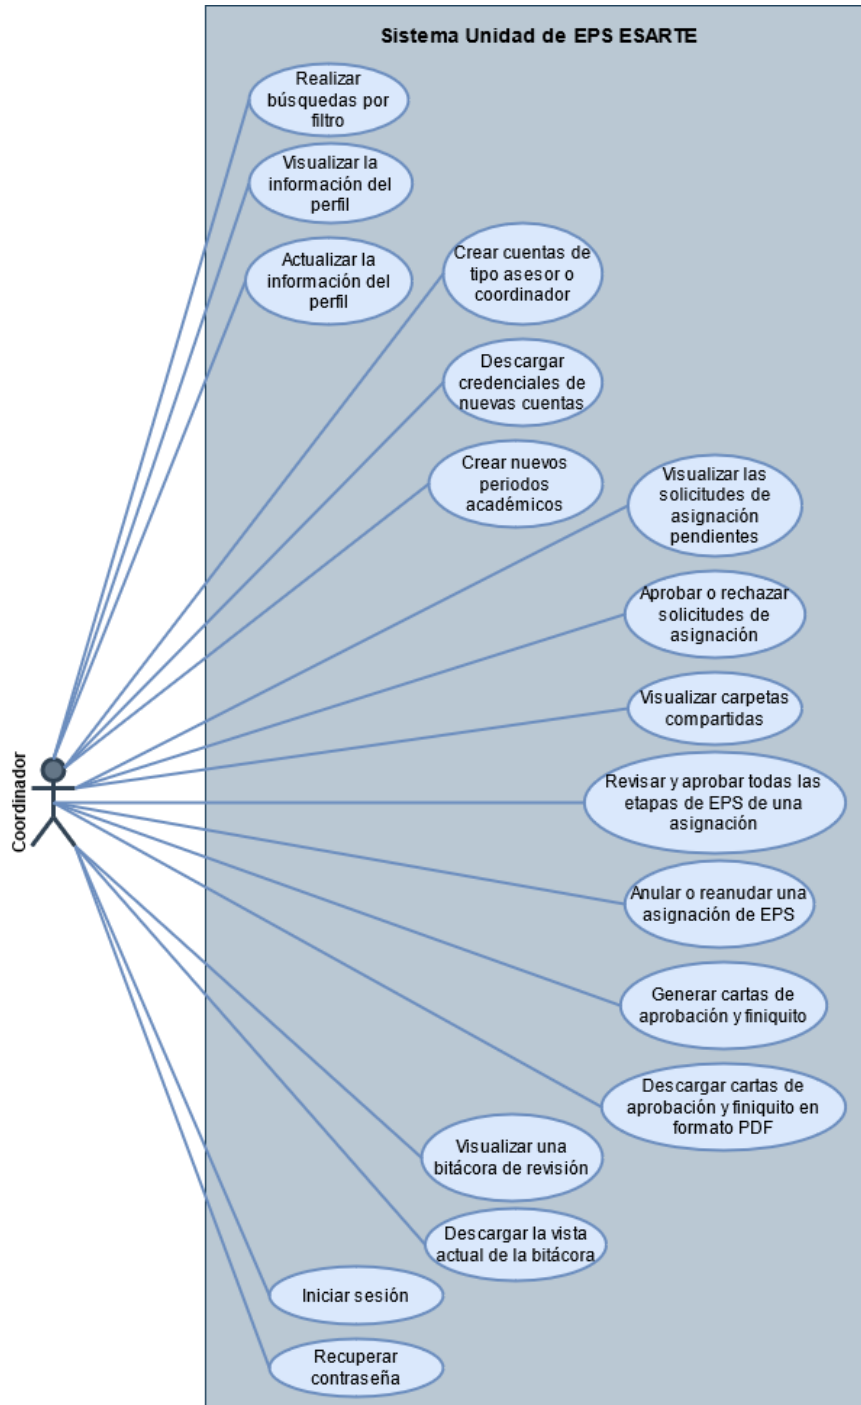 Sistema Unidad de EPS ESARTE
Realizar
búsquedas por
filtro
Visualizar la
información del
perfil
Actualizar la
información del
perfil
Crear cuentas de
tipo asesor o
coordinador
Descargar
credenciales de
nuevas cuentas
Crear nuevos
periodos
académicos
Visualizar las
solicitudes de
asignación
pendientes
Aprobar o rechazar
solicitudes de
asignación
Visualizar carpetas
compartidas
Coordinador
Revisar y aprobar todas las
etapas de EPS de una
asignación
Anular o reanudar una
asignación de EPS
Generar cartas de
aprobación y finiquito
Descargar cartas de
aprobación y finiquito en
formato PDF
Visualizar una
bitácora de revisión
Descargar la vista
actual de la bitácora
Iniciar sesión
Recuperar
contraseña